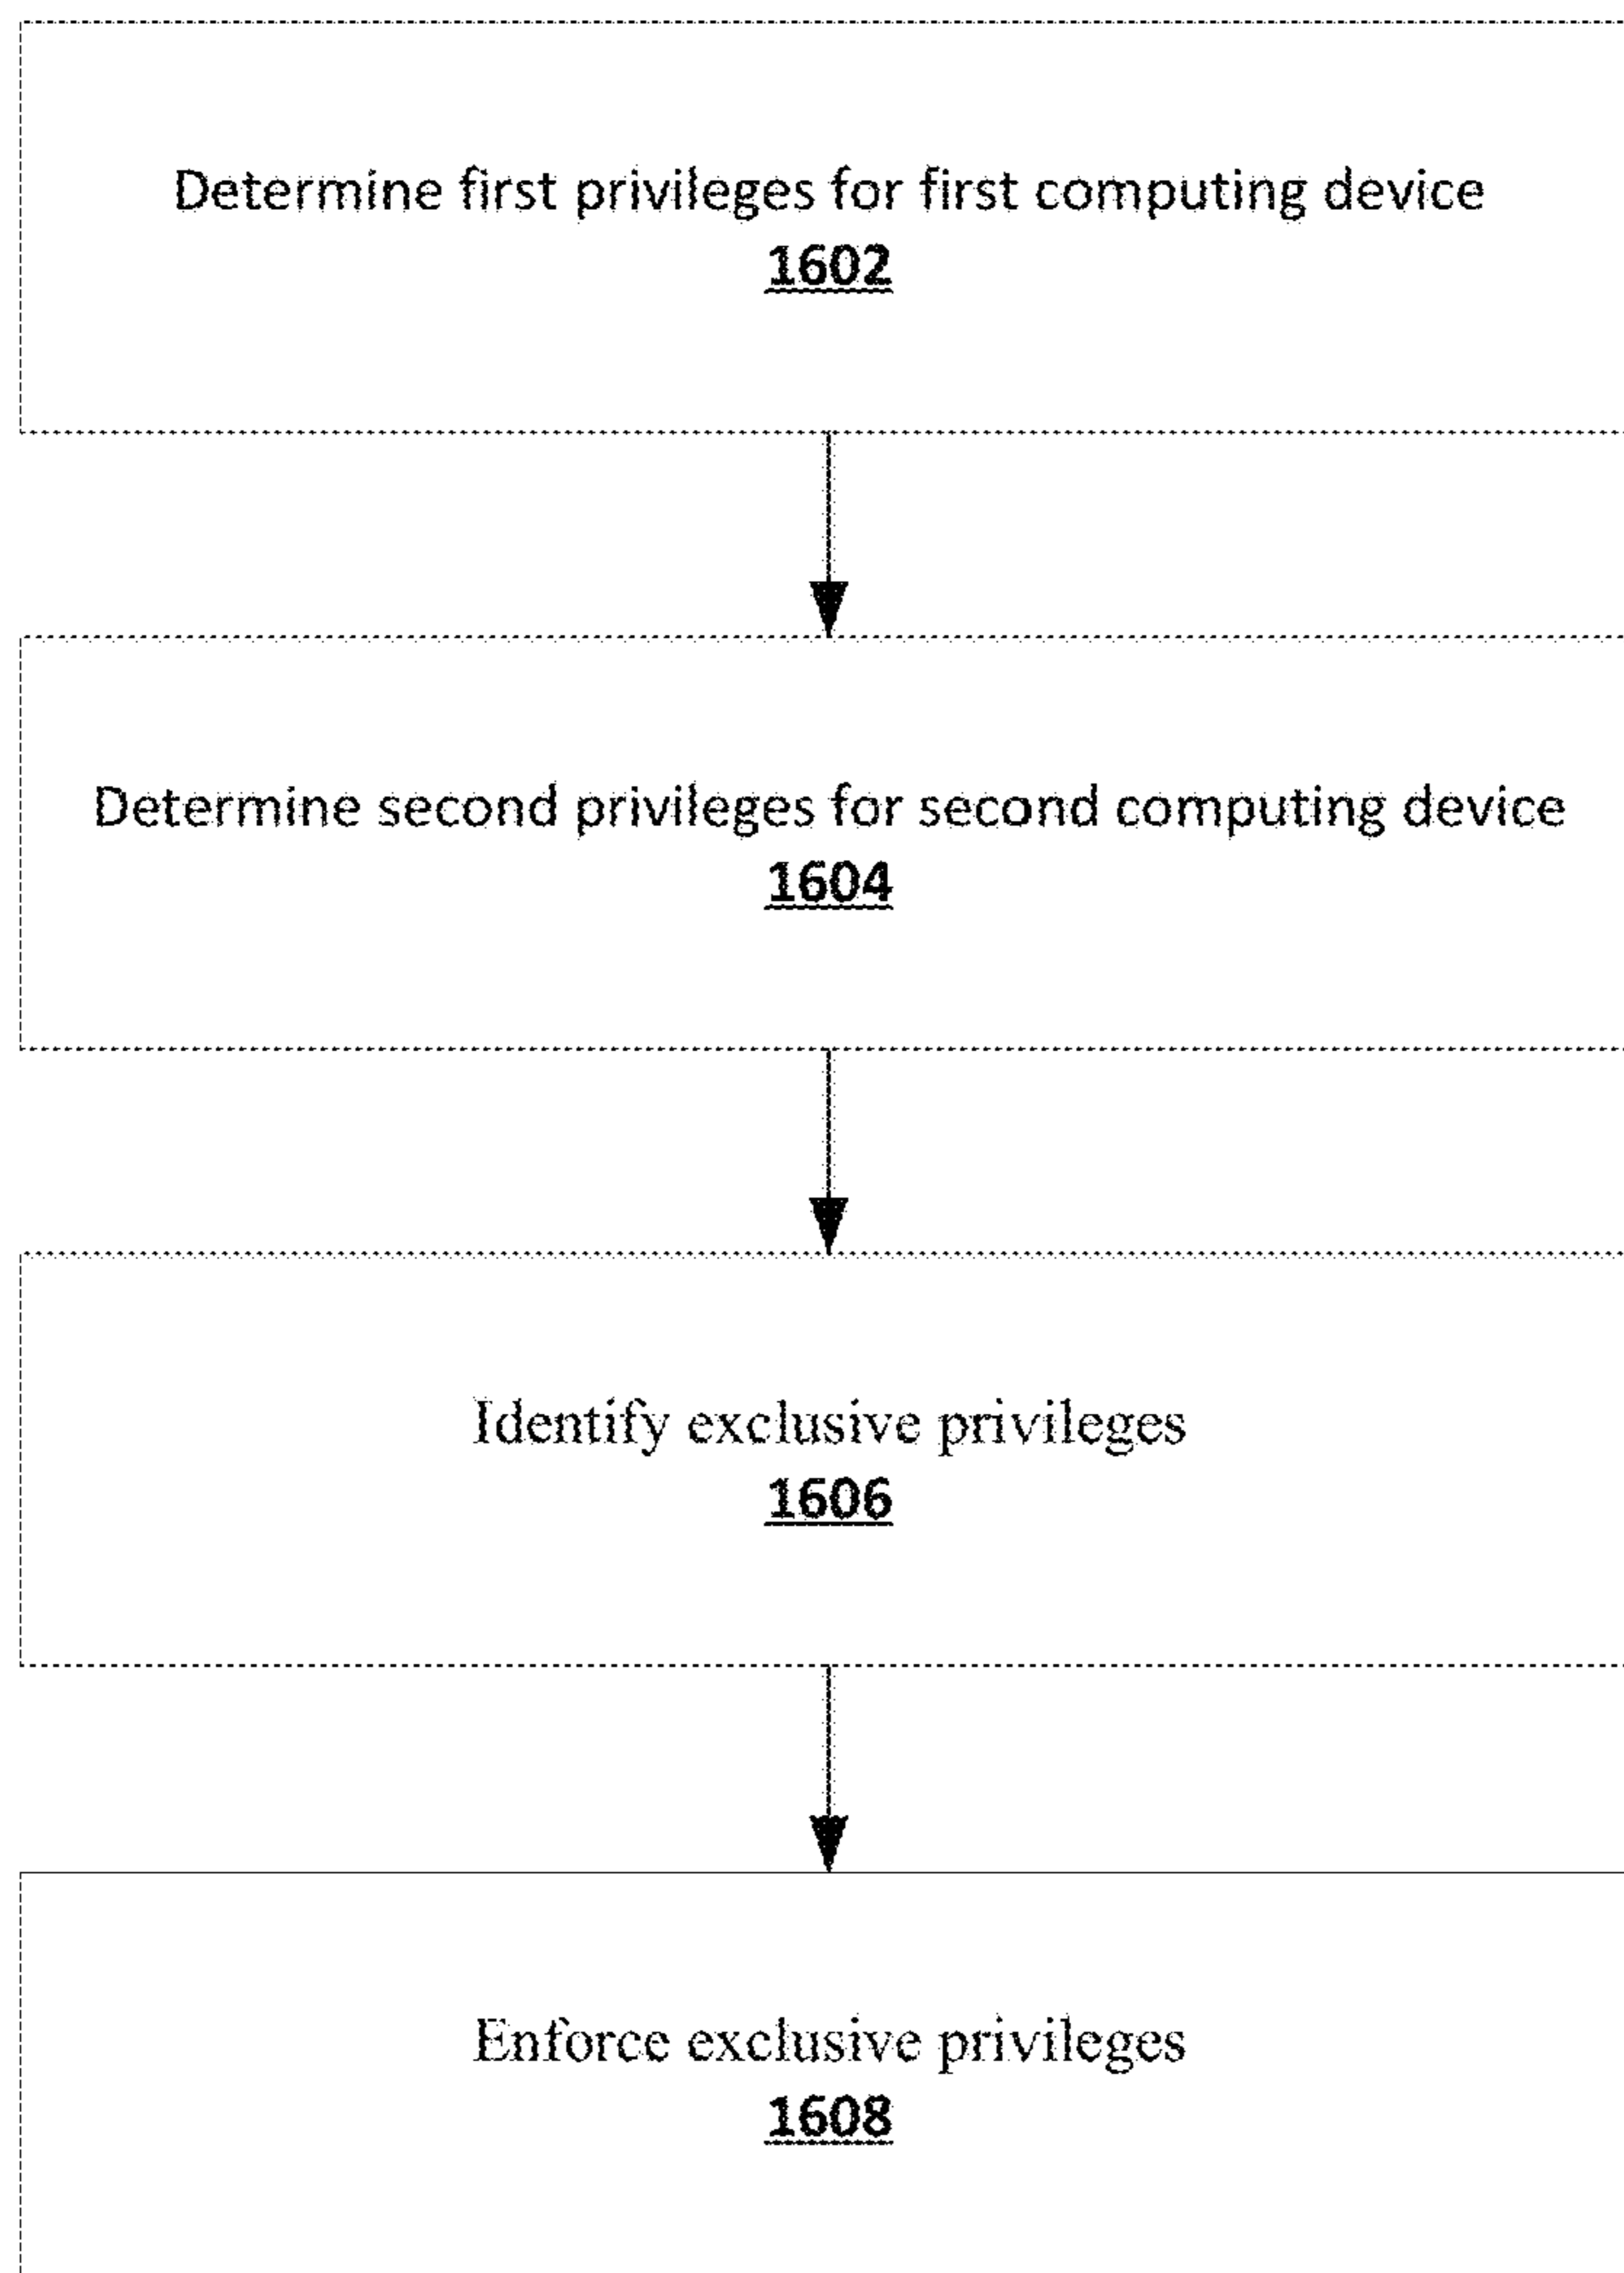 Determine first privileges for first computing device
1602
Determine second privileges for second computing device
1604
Identify exclusive privileges
1606
Enforce exclusive privileges
1608